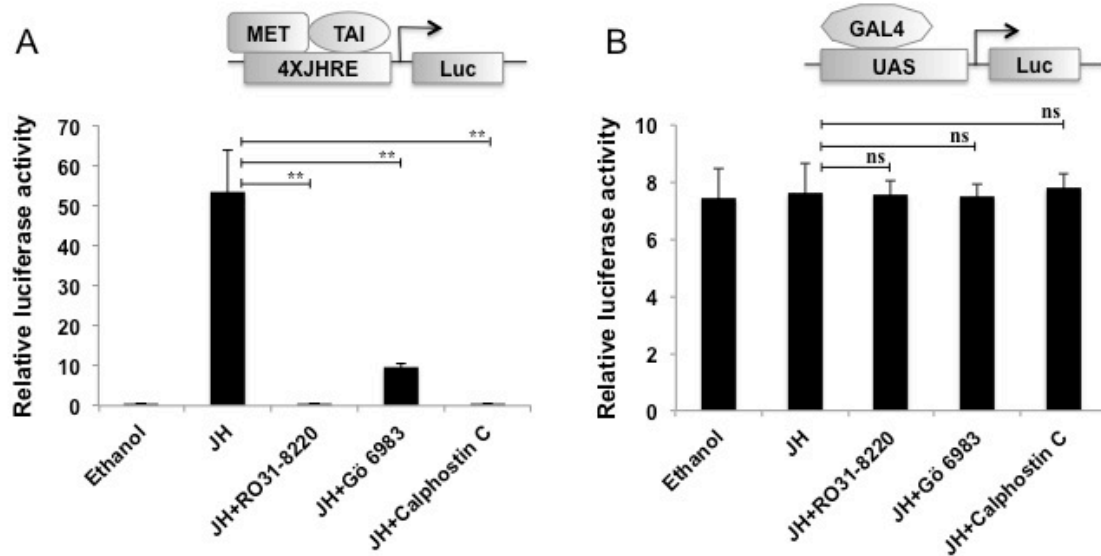 A
MET
TAI
4XJHRE
Luc
Relative luciferase activity
70
60
50
40
30
20
10
0
**
**
**
Ethanol
JH
JH+RO31-8220
JH+Gö 6983
JH+Calphostin C
B
GAL4
UAS
Luc
Relative luciferase activity
10
8
6
4
2
0
ns
ns
ns
Ethanol
JH
JH+RO31-8220
JH+Gö 6983
JH+Calphostin C